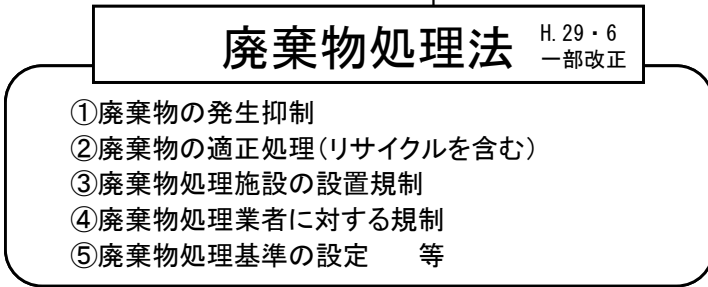 廃棄物処理法
H.29・6
一部改正
①廃棄物の発生抑制
②廃棄物の適正処理(リサイクルを含む)
③廃棄物処理施設の設置規制
④廃棄物処理業者に対する規制
⑤廃棄物処理基準の設定　等